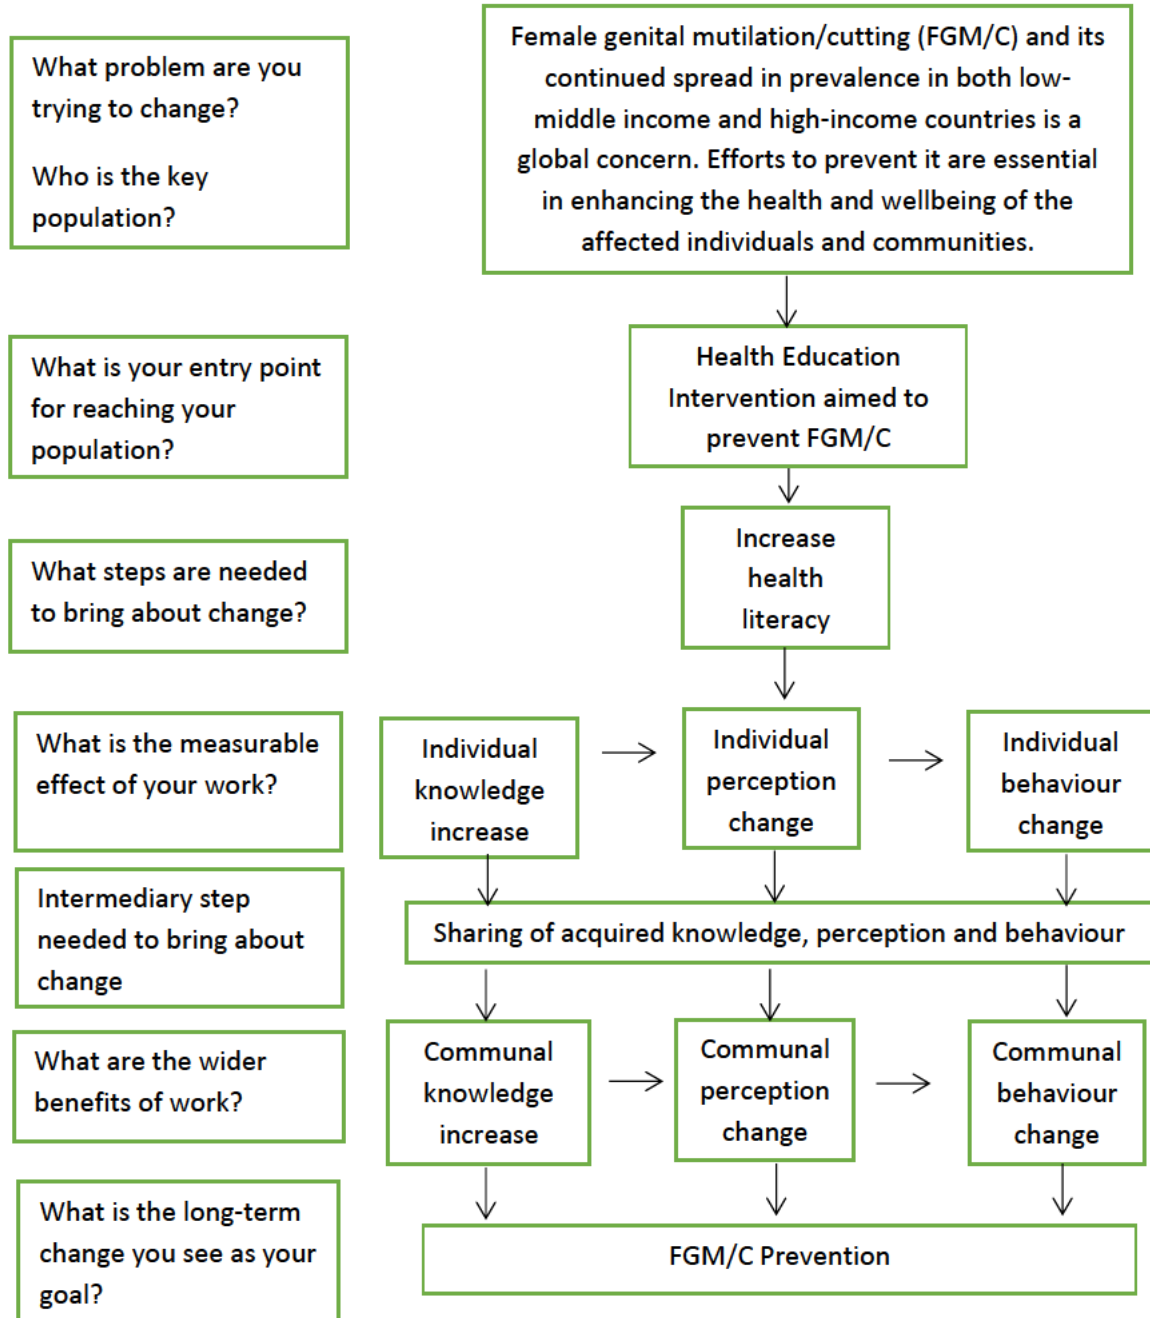 What problem are you
trying to change?
Who is the key
population?
Female genital mutilation/cutting (FGM/C) and its
continued spread in prevalence in both low-
middle income and high-income countries is a
global concern. Efforts to prevent it are essential
in enhancing the health and wellbeing of the
affected individuals and communities.
What is your entry point
for reaching your
population?
Health Education
Intervention aimed to
prevent FGM/C
What steps are needed
to bring about change?
Increase
health
literacy
What is the measurable
effect of your work?
Individual
knowledge
increase
Individual
perception
change
Individual
behaviour
change
Intermediary step
needed to bring about
change
Sharing of acquired knowledge, perception and behaviour
What are the wider
benefits of work?
Communal
knowledge
increase
Communal
perception
change
Communal
behaviour
change
What is the long-term
change you see as your
goal?
FGM/C Prevention